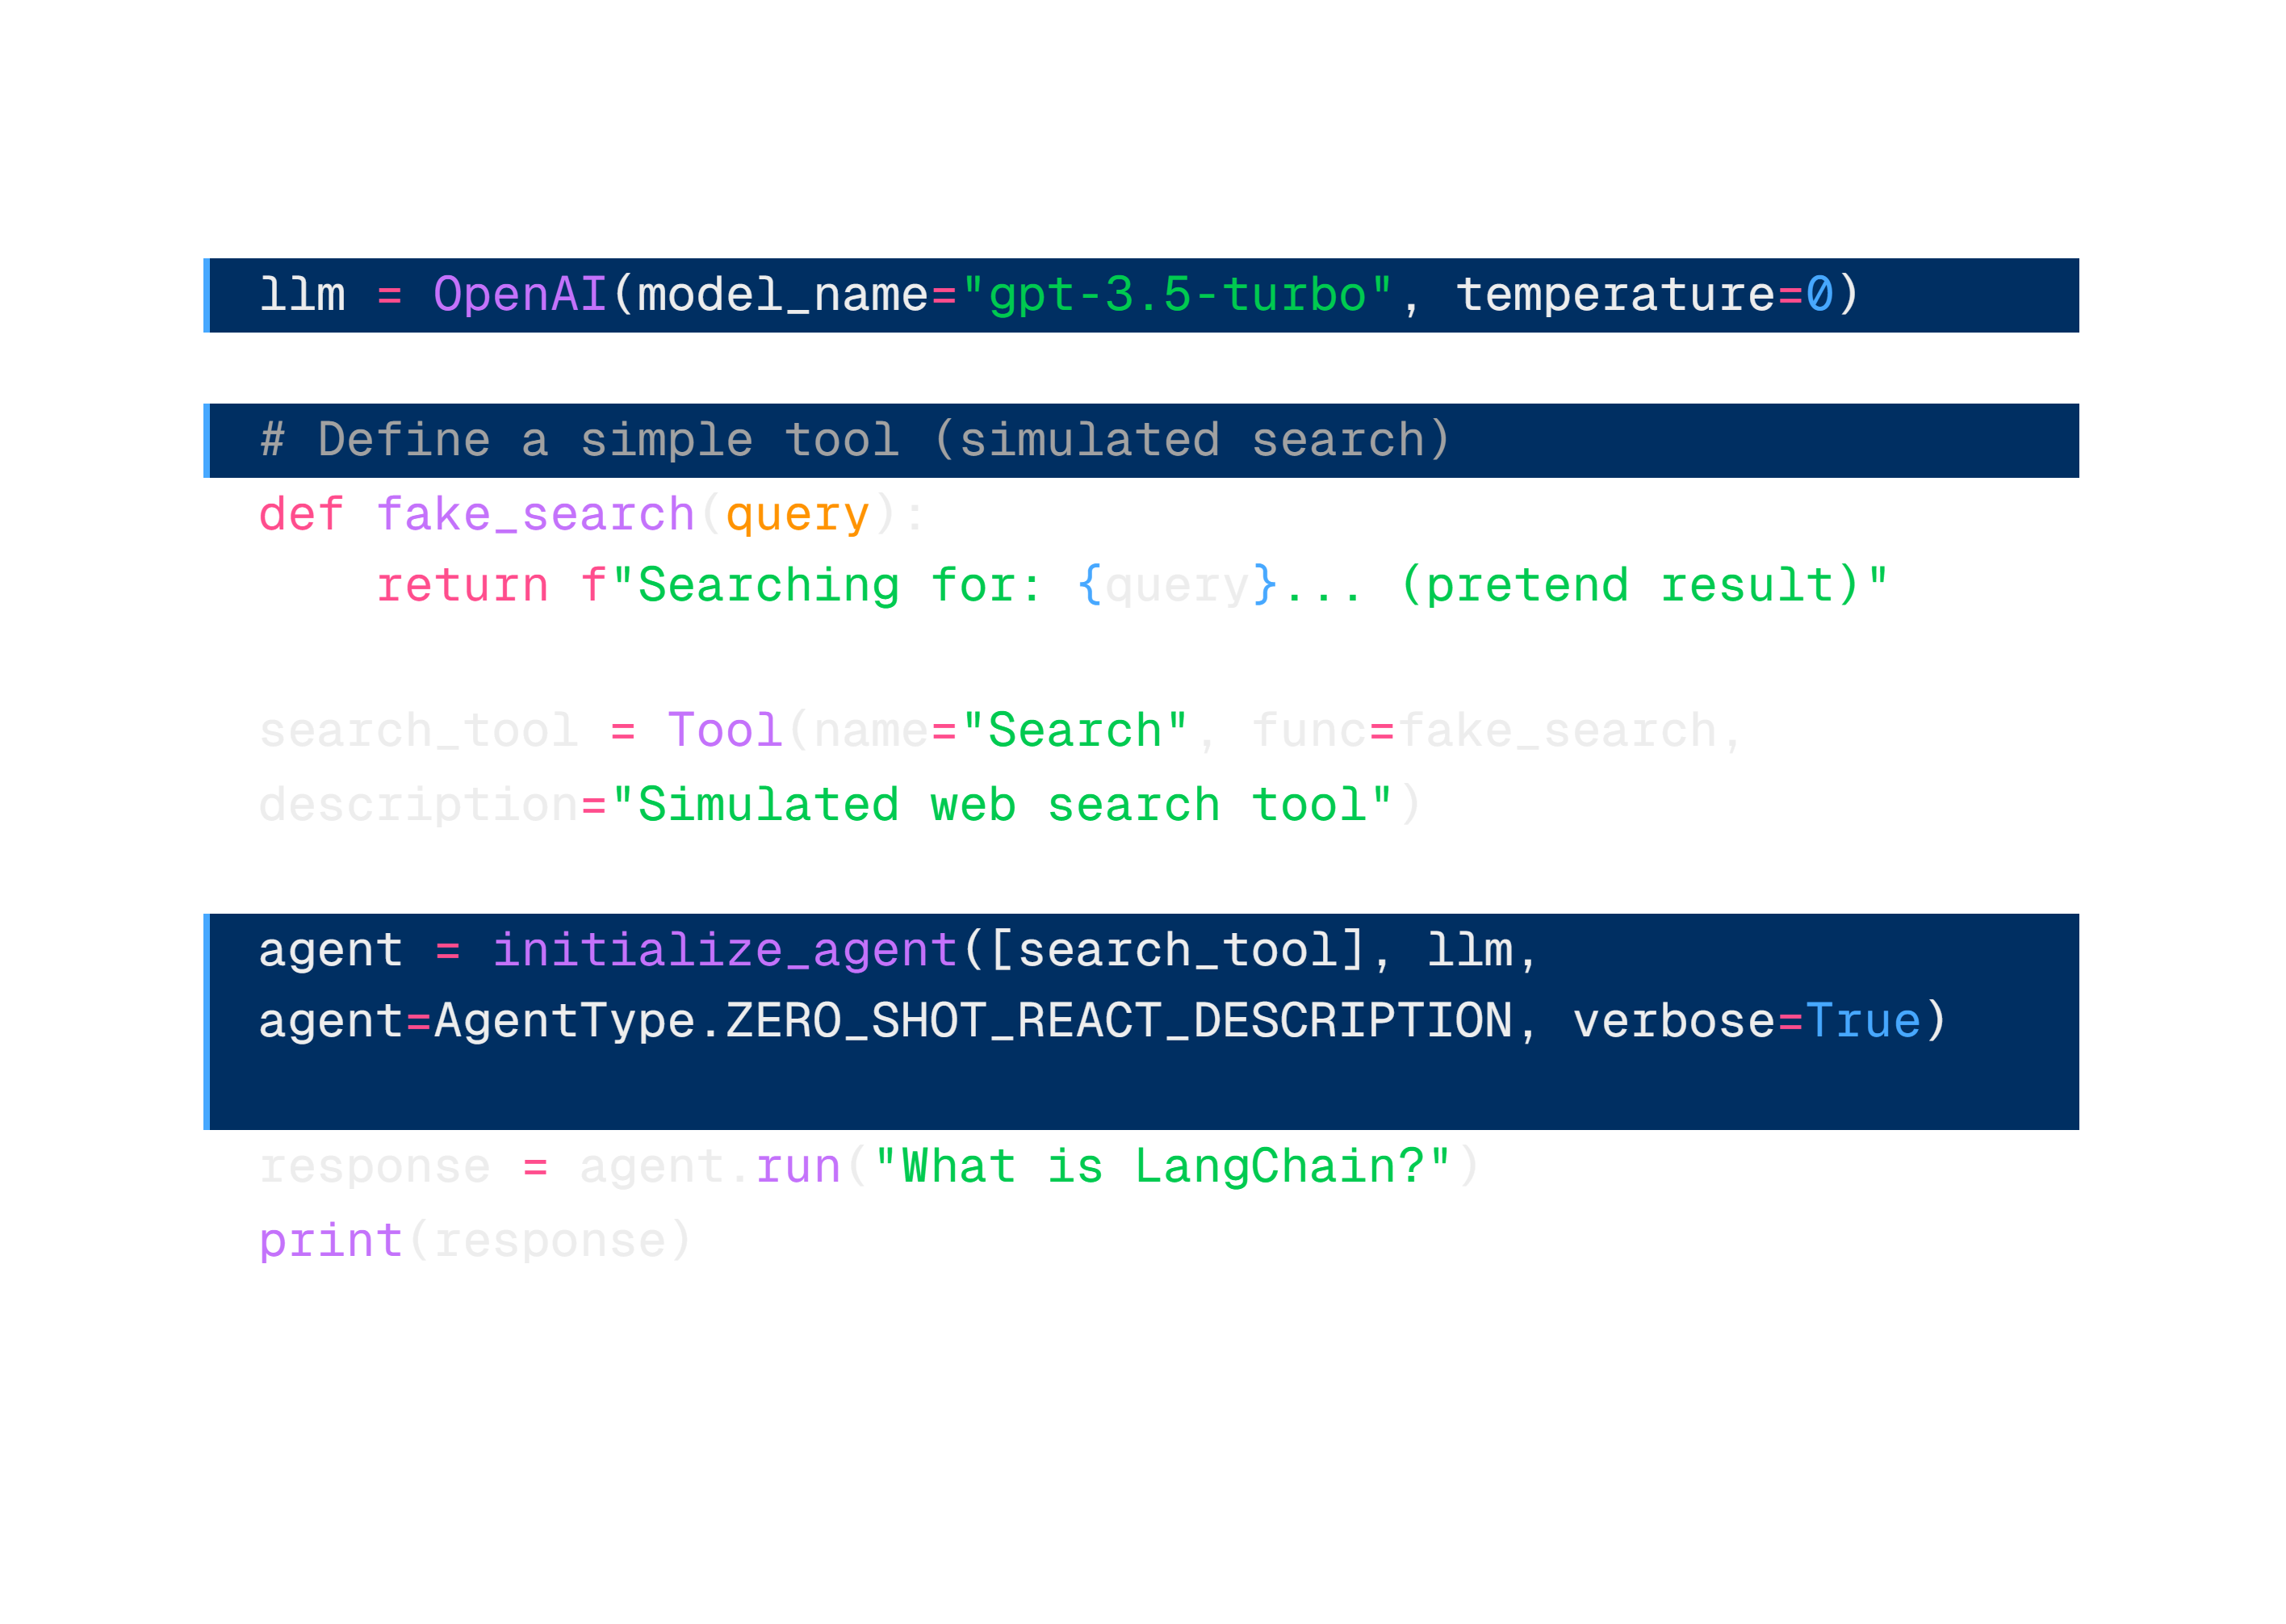 llm = OpenAI(model_name="gpt-3.5-turbo", temperature=0)
# Define a simple tool (simulated search)
def fake_search(query):
    return f"Searching for: {query}... (pretend result)"
search_tool = Tool(name="Search", func=fake_search,
description="Simulated web search tool")
agent = initialize_agent([search_tool], llm,
agent=AgentType.ZERO_SHOT_REACT_DESCRIPTION, verbose=True)
response = agent.run("What is LangChain?")
print(response)